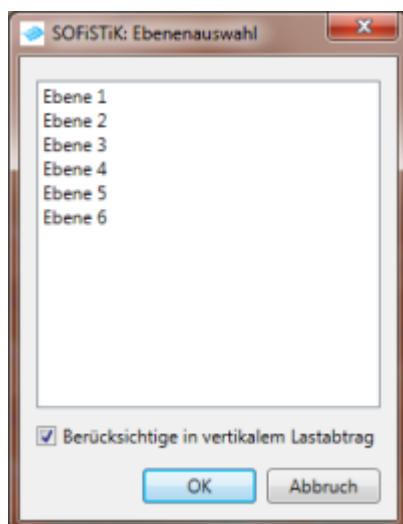 SOFiSTiK: Ebenenauswahl
Ebene 1
Ebene 2
Ebene 3
Ebene 4
Ebene 5
Ebene 6
Berücksichtige in vertikalem Lastabtrag
OK Abbruch